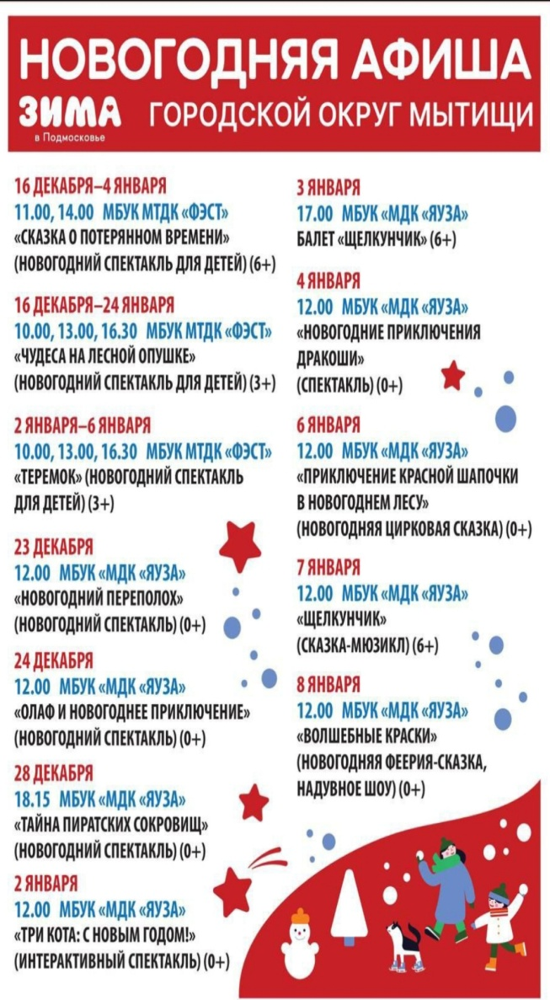 НОВОГОДНЯЯ АФИША
ЗИМА
в Подмосковье
ГОРОДСКОЙ ОКРУГ МЫТИЩИ
16 ДЕКАБРЯ–4 ЯНВАРЯ
11.00, 14.00 МБУК МТДК «ФЭСТ»
«СКАЗКА О ПОТЕРЯННОМ ВРЕМЕНИ»
(НОВОГОДНИЙ СПЕКТАКЛЬ ДЛЯ ДЕТЕЙ) (6+)
16 ДЕКАБРЯ–24 ЯНВАРЯ
10.00, 13.00, 16.30 МБУК МТДК «ФЭСТ»
«ЧУДЕСА НА ЛЕСНОЙ ОПУШКЕ»
(НОВОГОДНИЙ СПЕКТАКЛЬ ДЛЯ ДЕТЕЙ) (3+)
2 ЯНВАРЯ–6 ЯНВАРЯ
10.00, 13.00, 16.30 МБУК МТДК «ФЭСТ»
«ТЕРЕМОК» (НОВОГОДНИЙ СПЕКТАКЛЬ
ДЛЯ ДЕТЕЙ) (3+)
23 ДЕКАБРЯ
12.00 МБУК «МДК «ЯУЗА»
«НОВОГОДНИЙ ПЕРЕПОЛОХ»
(НОВОГОДНИЙ СПЕКТАКЛЬ) (0+)
24 ДЕКАБРЯ
12.00 МБУК «МДК «ЯУЗА»
«ОЛАФ И НОВОГОДНЕЕ ПРИКЛЮЧЕНИЕ»
(НОВОГОДНИЙ СПЕКТАКЛЬ) (0+)
28 ДЕКАБРЯ
18.15 МБУК «МДК «ЯУЗА»
«ТАЙНА ПИРАТСКИХ СОКРОВИЩ»
(НОВОГОДНИЙ СПЕКТАКЛЬ) (0+)
2 ЯНВАРЯ
12.00 МБУК «МДК «ЯУЗА»
«ТРИ КОТА: С НОВЫМ ГОДОМ!»
(ИНТЕРАКТИВНЫЙ СПЕКТАКЛЬ) (0+)
3 ЯНВАРЯ
17.00 МБУК «МДК «ЯУЗА»
БАЛЕТ «ЩЕЛКУНЧИК» (6+)
4 ЯНВАРЯ
12.00 МБУК «МДК «ЯУЗА»
«НОВОГОДНИЕ ПРИКЛЮЧЕНИЯ
ДРАКОШИ»
(СПЕКТАКЛЬ) (0+)
6 ЯНВАРЯ
12.00 МБУК «МДК «ЯУЗА»
«ПРИКЛЮЧЕНИЕ КРАСНОЙ ШАПОЧКИ
В НОВОГОДНЕМ ЛЕСУ»
(НОВОГОДНЯЯ ЦИРКОВАЯ СКАЗКА) (0+)
7 ЯНВАРЯ
12.00 МБУК «МДК «ЯУЗА»
«ЩЕЛКУНЧИК»
(СКАЗКА-МЮЗИКЛ) (6+)
8 ЯНВАРЯ
12.00 МБУК «МДК «ЯУЗА»
«ВОЛШЕБНЫЕ КРАСКИ»
(НОВОГОДНЯЯ ФЕЕРИЯ-СКАЗКА,
НАДУВНОЕ ШОУ) (0+)